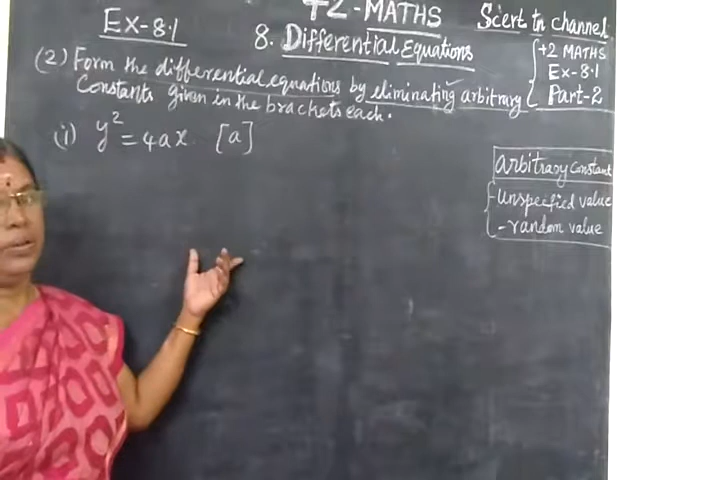 +2-MATHS
Ex-8.1
8. Differential Equations
Sciert tn channel
+2 MATHS
Ex-8.1
Part-2
(2) Form the differential equations by eliminating arbitrary
Constants given in the brackets each.
(i) y² = 4ax [a]
arbitrary constant
- unspecified value
- random value